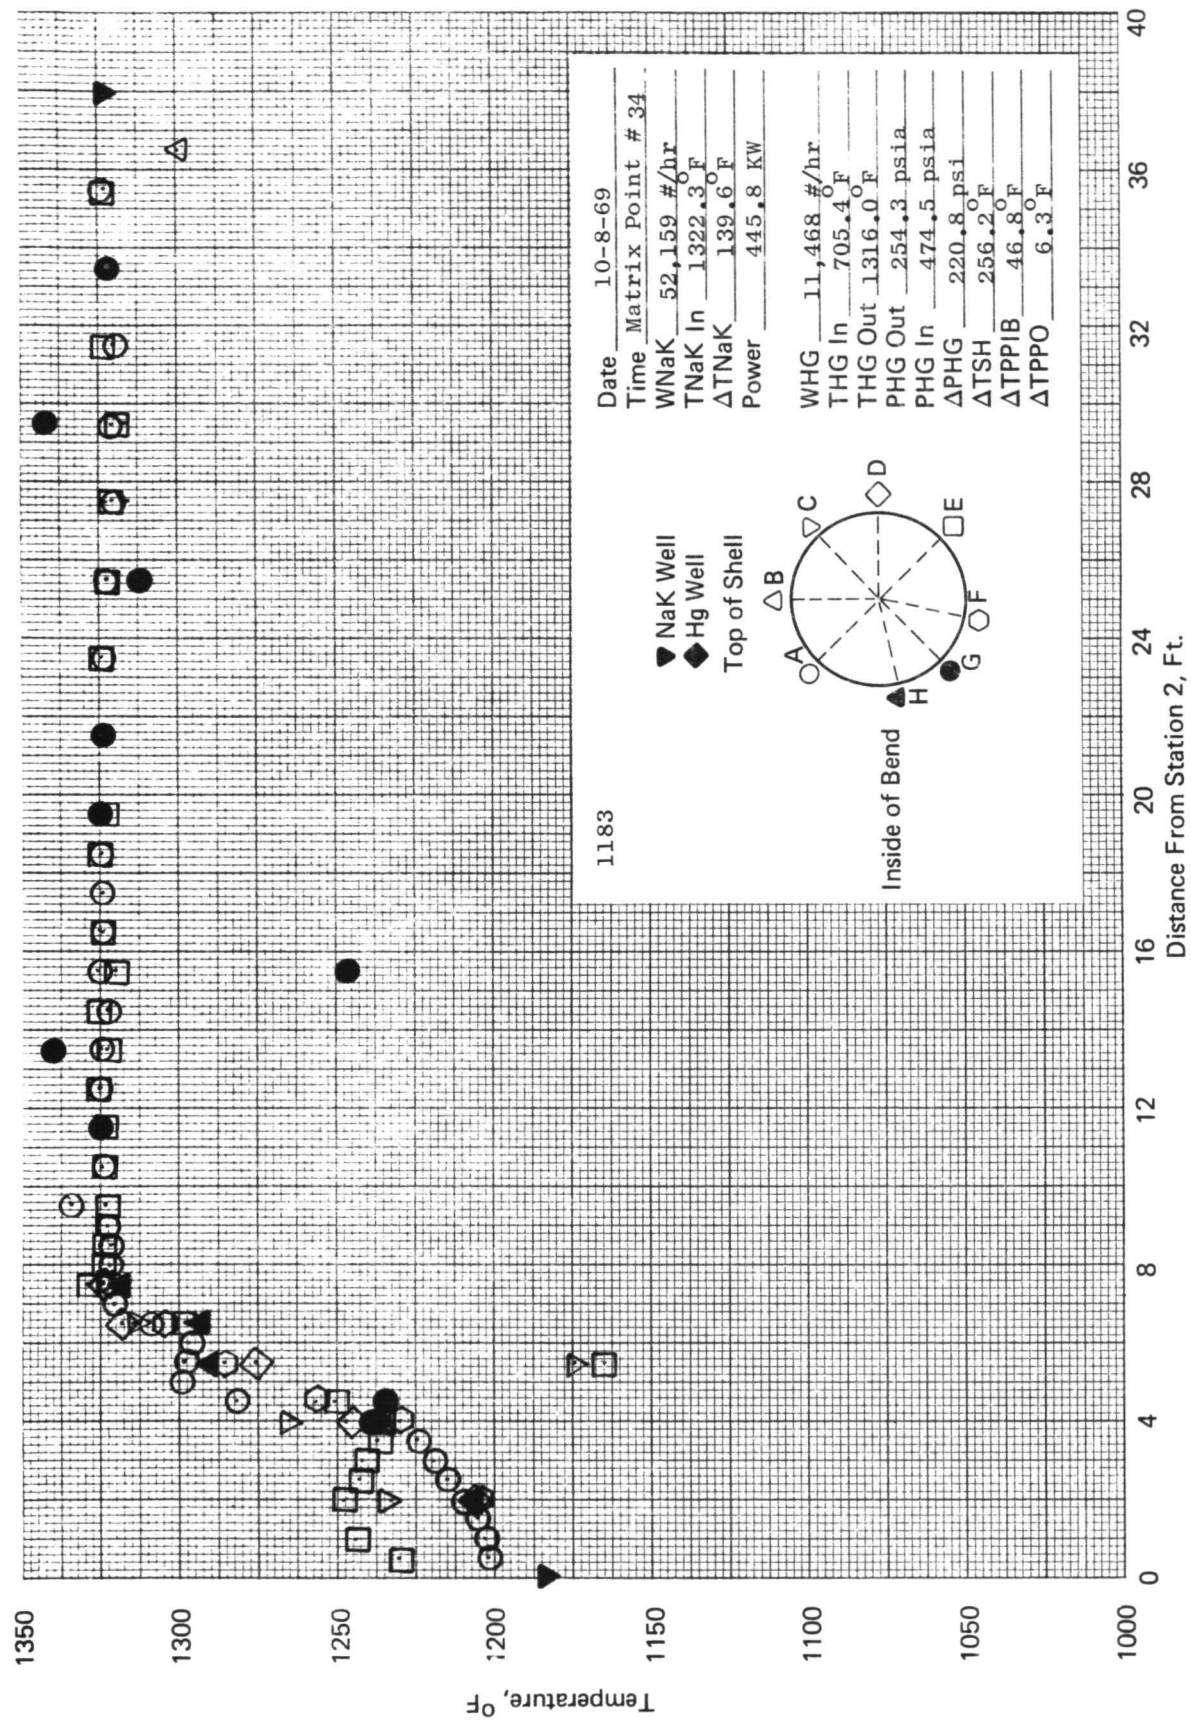 Temperature, °F
1350
1300
1250
1200
1150
1100
1050
1000
0
4
8
12
16
20
24
28
32
36
40
Distance From Station 2, Ft.
1183
NaK Well
Hg Well
Top of Shell
A
B
C
D
E
F
G
H
Inside of Bend
Date 10-8-69
Time Matrix Point # 34
WNaK 52,159 #/hr
TNaK In 1322.3°F
ΔTNaK 139.6°F
Power 445.8 KW
WHG 11,468 #/hr
THG In 705.4°F
THG Out 1316.0°F
PHG Out 254.3 psia
PHG In 474.5 psia
ΔPHG 220.8 psi
ΔTSH 256.2°F
ΔTPPIB 46.8°F
ΔTPPO 6.3°F